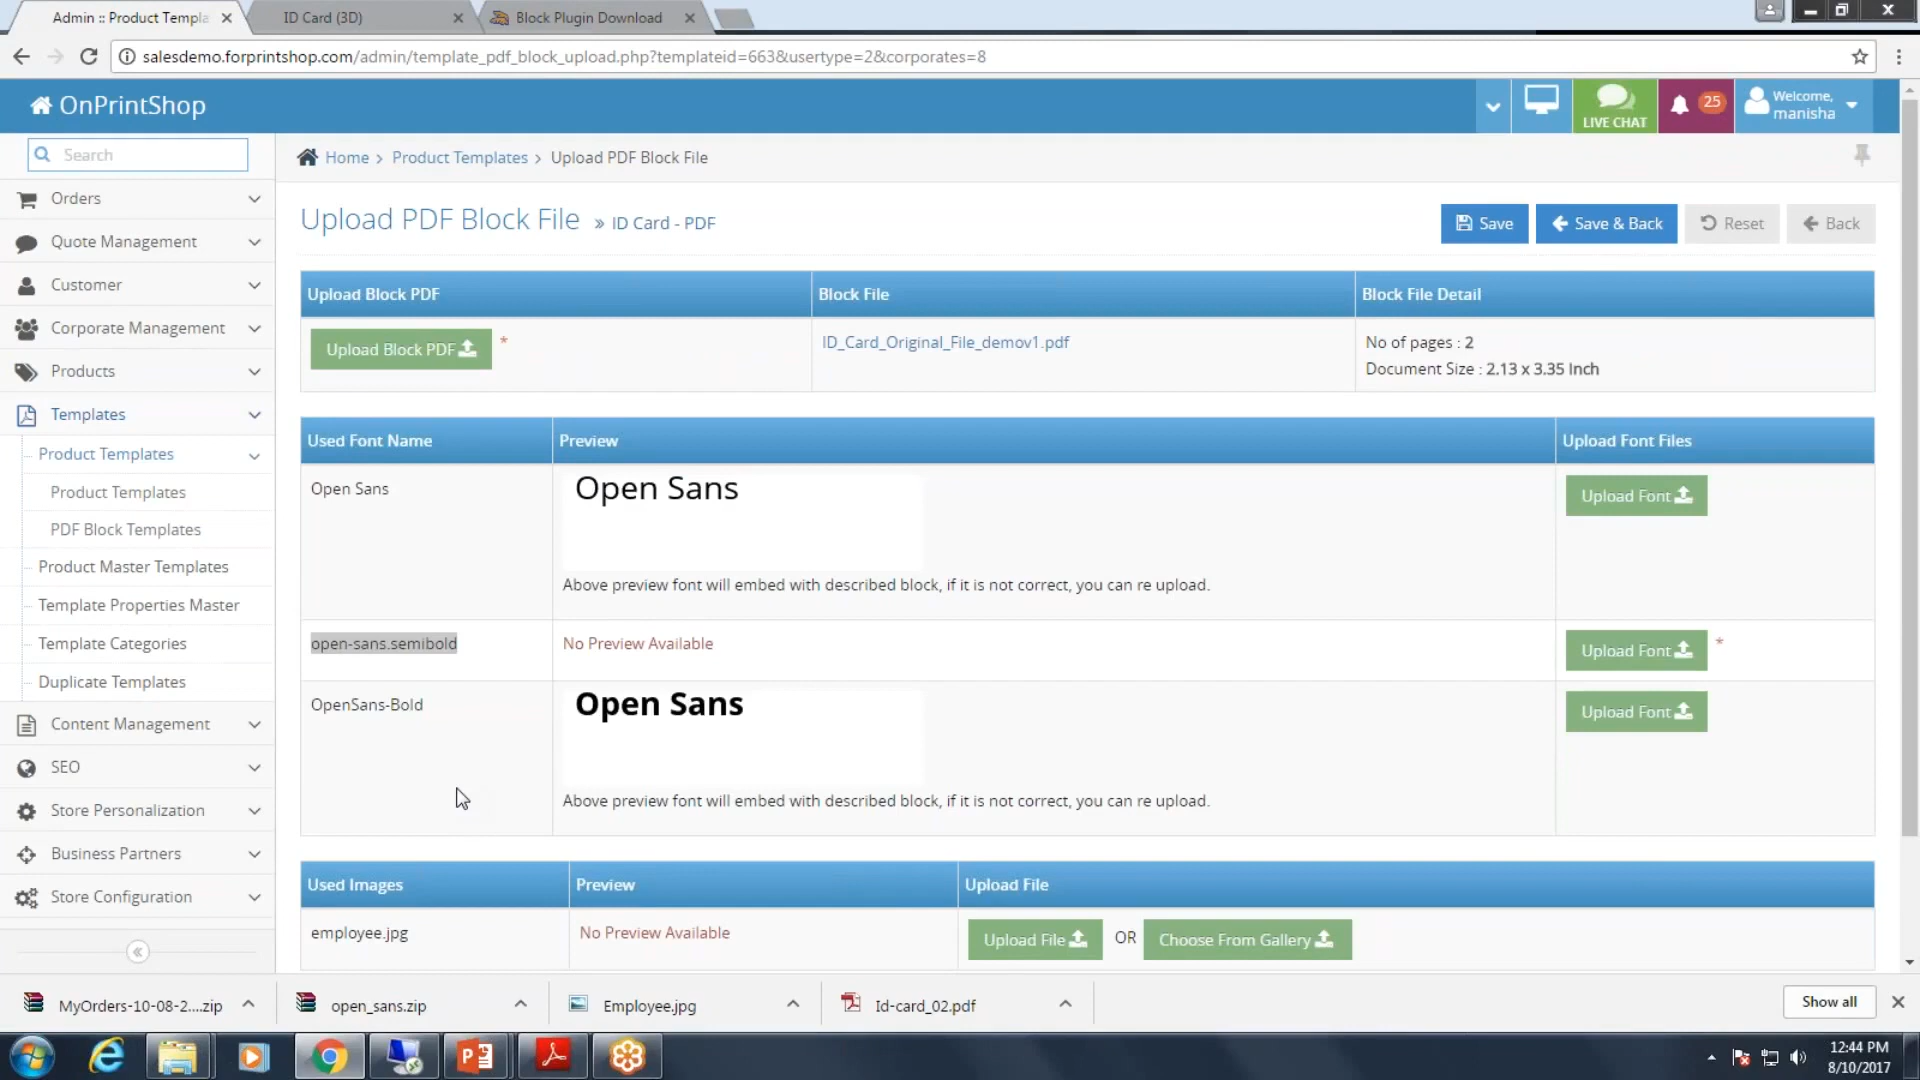 Admin :: Product Templa
ID Card (3D)
Block Plugin Download
salesdemo.forprintshop.com/admin/template_pdf_block_upload.php?templateid=663&usertype=2&corporates=8
OnPrintShop
LIVE CHAT
25
Welcome,
manisha
Search
Home > Product Templates > Upload PDF Block File
Orders
Quote Management
Customer
Corporate Management
Products
Templates
Product Templates
Product Templates
PDF Block Templates
Product Master Templates
Template Properties Master
Template Categories
Duplicate Templates
Content Management
SEO
Store Personalization
Business Partners
Store Configuration
Upload PDF Block File » ID Card - PDF
Save
Save & Back
Reset
Back
Upload Block PDF
Block File
Block File Detail
Upload Block PDF *
ID_Card_Original_File_demov1.pdf
No of pages : 2
Document Size : 2.13 x 3.35 Inch
Used Font Name
Preview
Upload Font Files
Open Sans
Open Sans
Upload Font
Above preview font will embed with described block, if it is not correct, you can re upload.
open-sans.semibold
No Preview Available
Upload Font *
OpenSans-Bold
Open Sans
Upload Font
Above preview font will embed with described block, if it is not correct, you can re upload.
Used Images
Preview
Upload File
employee.jpg
No Preview Available
Upload File OR Choose From Gallery
MyOrders-10-08-2....zip
open_sans.zip
Employee.jpg
Id-card_02.pdf
Show all
12:44 PM
8/10/2017